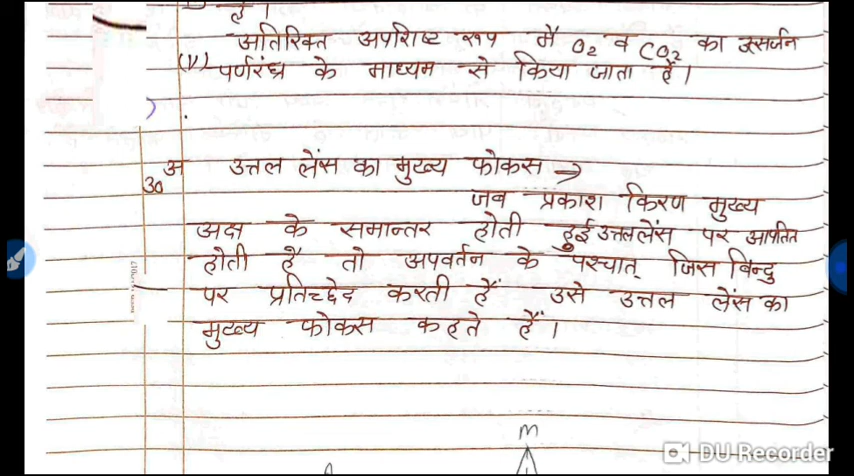 है।
अतिरिक्त अपशिष्ट रूप में O2 व CO2 का उत्सर्जन
(V) पर्णरंध्र के माध्यम से किया जाता है।
30 अ उत्तल लेंस का मुख्य फोकस →
जब प्रकाश किरण मुख्य
अक्ष के समान्तर होती हुई उत्तल लेंस पर आपतित
होती है तो अपवर्तन के पश्चात् जिस बिन्दु
पर प्रतिच्छेद करती हैं उसे उत्तल लेंस का
मुख्य फोकस कहते हैं।
M
DU Recorder